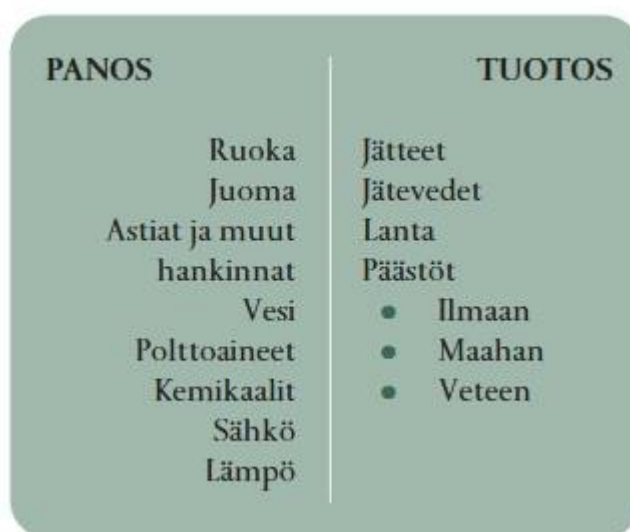 PANOS
Ruoka
Juoma
Astiat ja muut
hankinnat
Vesi
Polttoaineet
Kemikaalit
Sähkö
Lämpö
TUOTOS
Jätteet
Jätevedet
Lanta
Päästöt
• Ilmaan
• Maahan
• Veteen